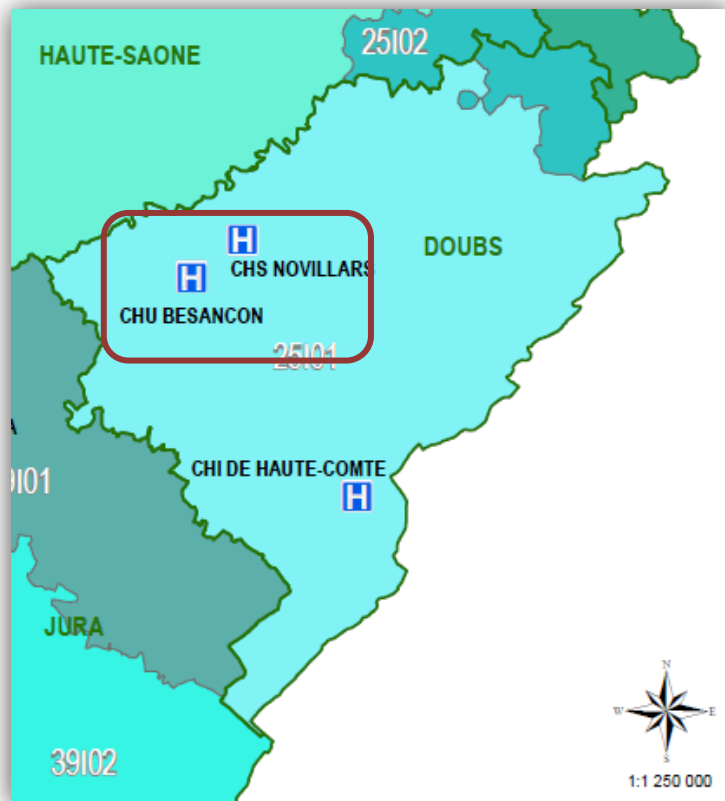 25I02
HAUTE-SAONE
H
DOUBS
CHS NOVILLARS
H
CHU BESANCON
25I01
A
9I01
CHI DE HAUTE-COMTE
H
JURA
N
W
E
S
39I02
1:1 250 000